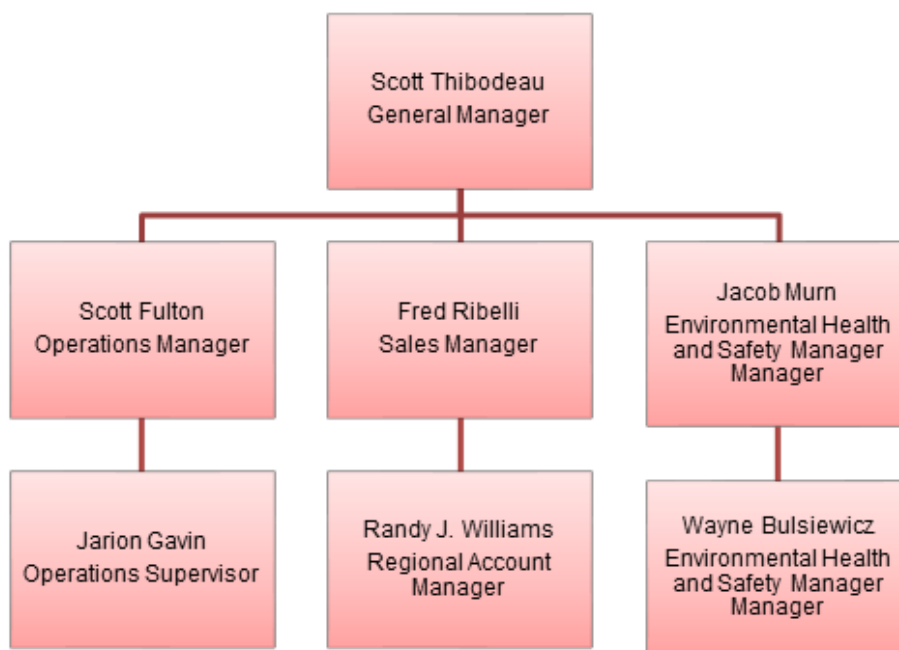 Scott Thibodeau
General Manager
Scott Fulton
Operations Manager
Fred Ribelli
Sales Manager
Jacob Murn
Environmental Health
and Safety Manager
Manager
Jarion Gavin
Operations Supervisor
Randy J. Williams
Regional Account
Manager
Wayne Bulsiewicz
Environmental Health
and Safety Manager
Manager